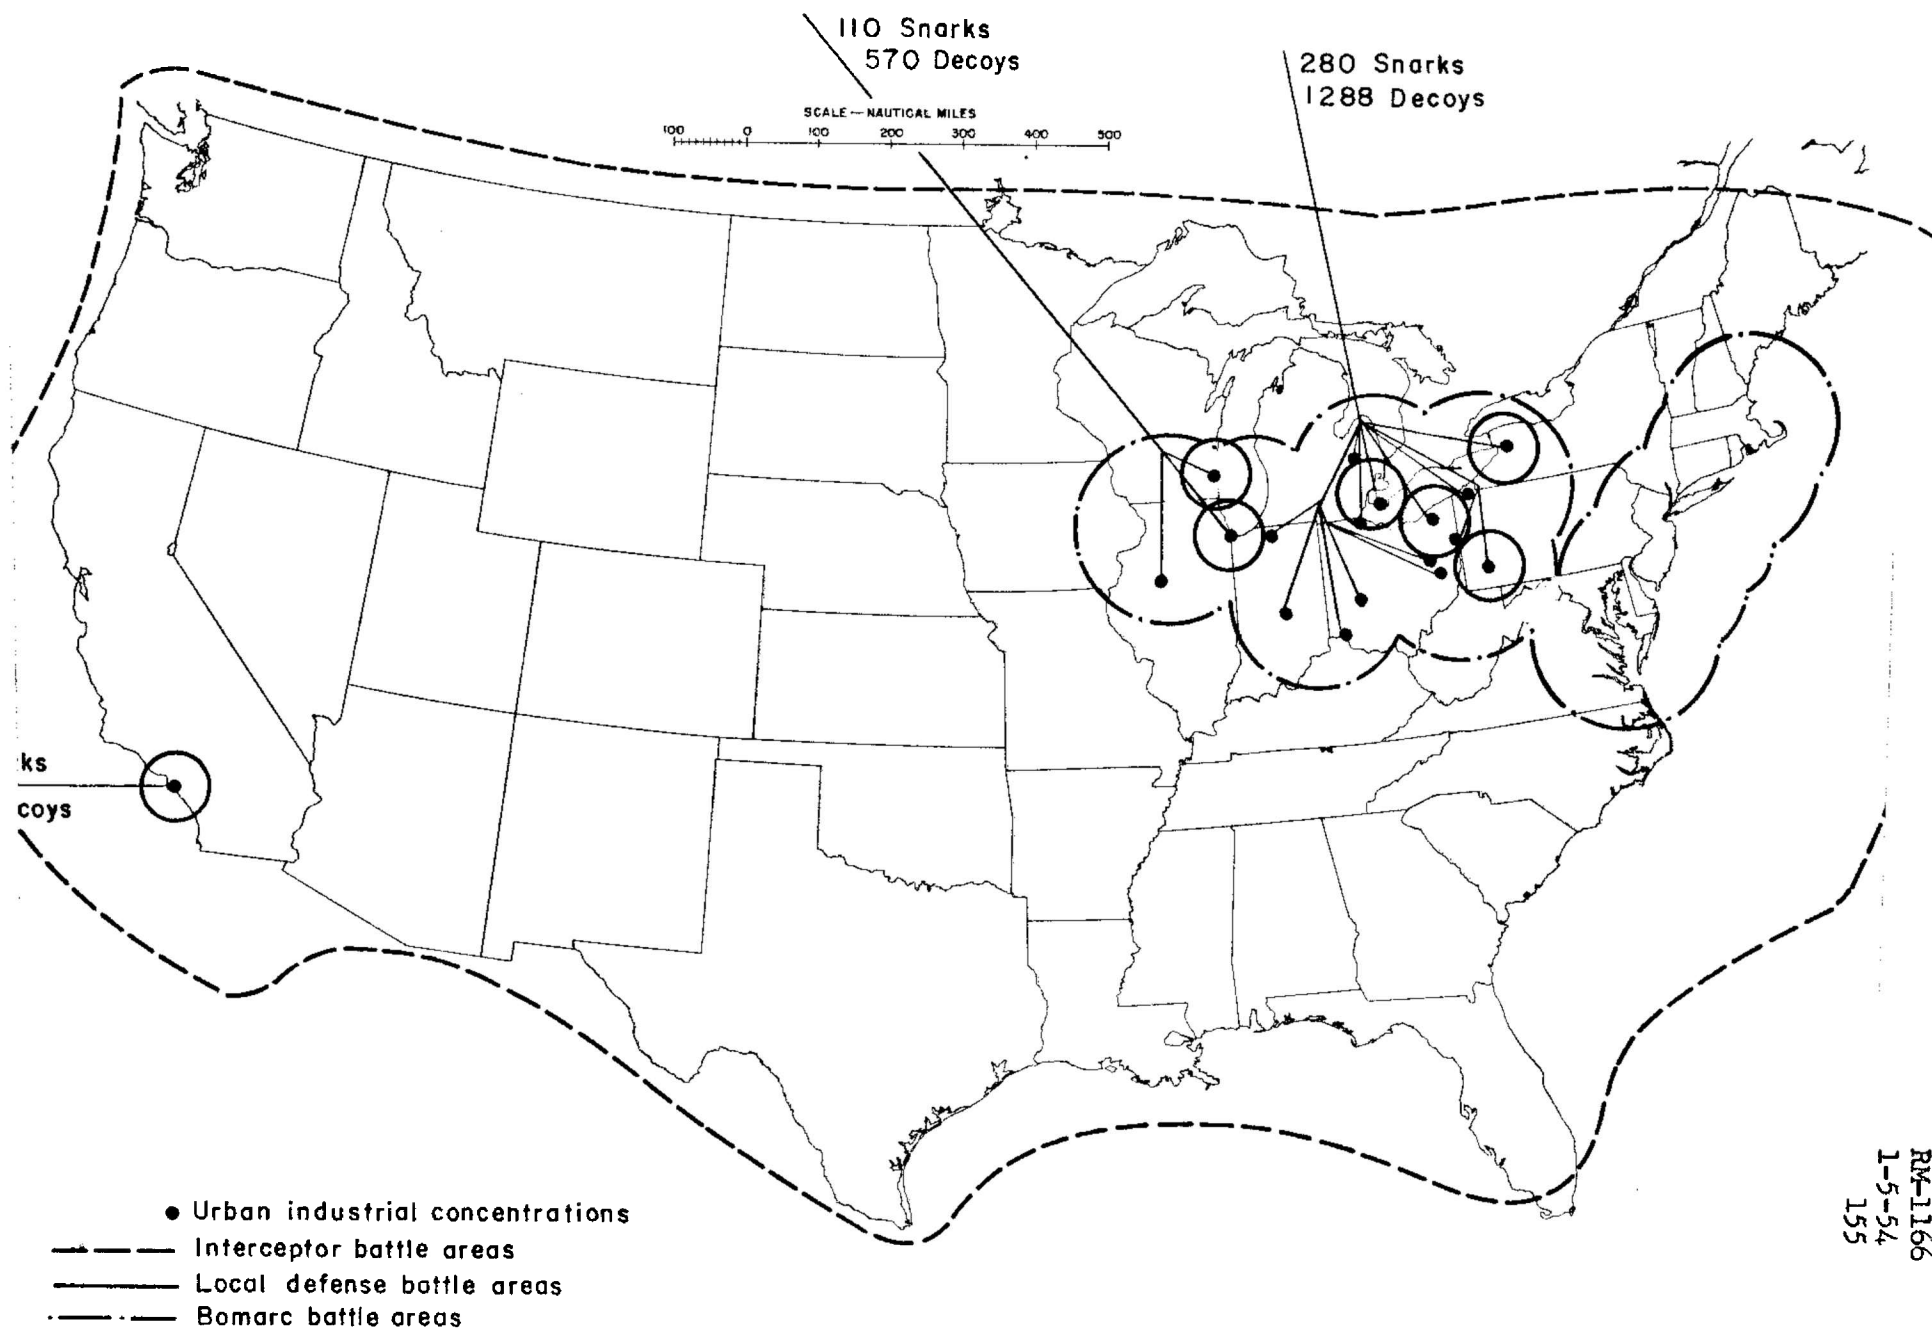 110 Snarks
570 Decoys
280 Snarks
1288 Decoys
SCALE—NAUTICAL MILES
100 0 100 200 300 400 500
ks
coys
Urban industrial concentrations
Interceptor battle areas
Local defense battle areas
Bomarc battle areas
RM-1166
1-5-54
155